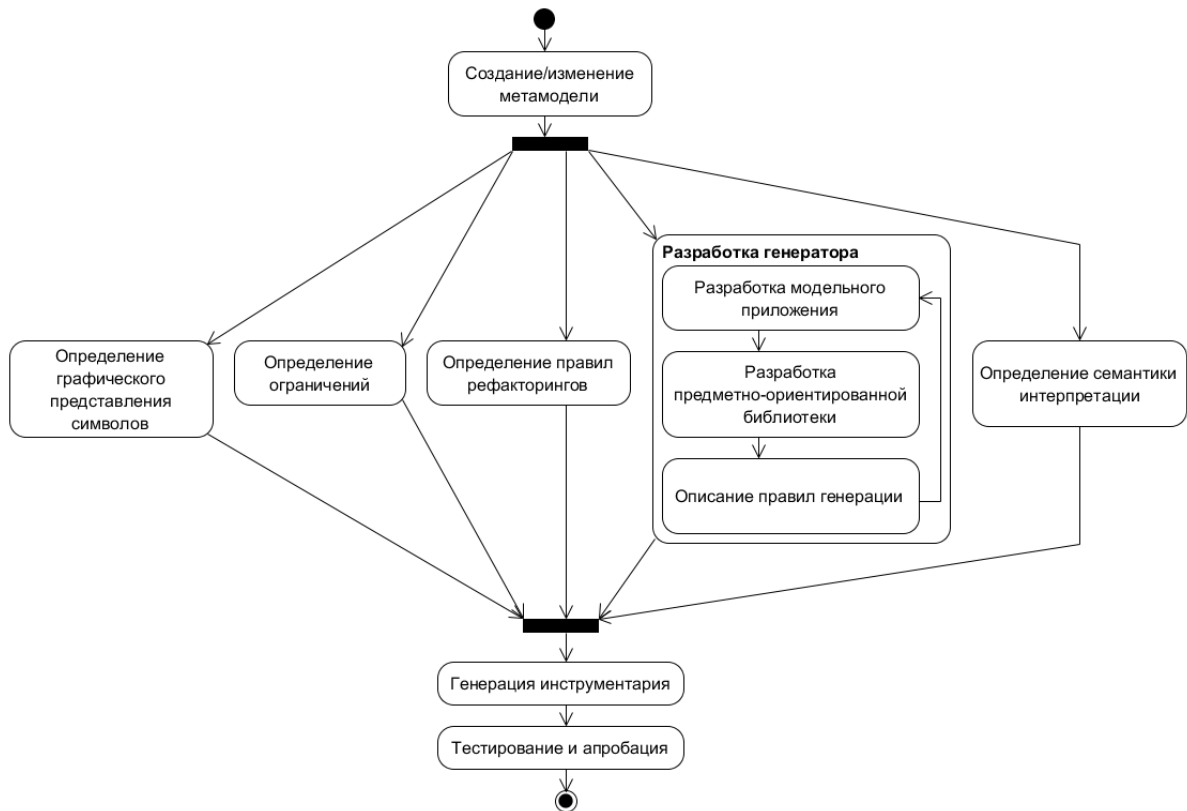 Создание/изменение
метамодели
Разработка генератора
Разработка модельного
приложения
Определение
графического
представления
символов
Определение
ограничений
Определение правил
рефакторингов
Разработка
предметно-ориентированной
библиотеки
Определение семантики
интерпретации
Описание правил генерации
Генерация инструментария
Тестирование и апробация